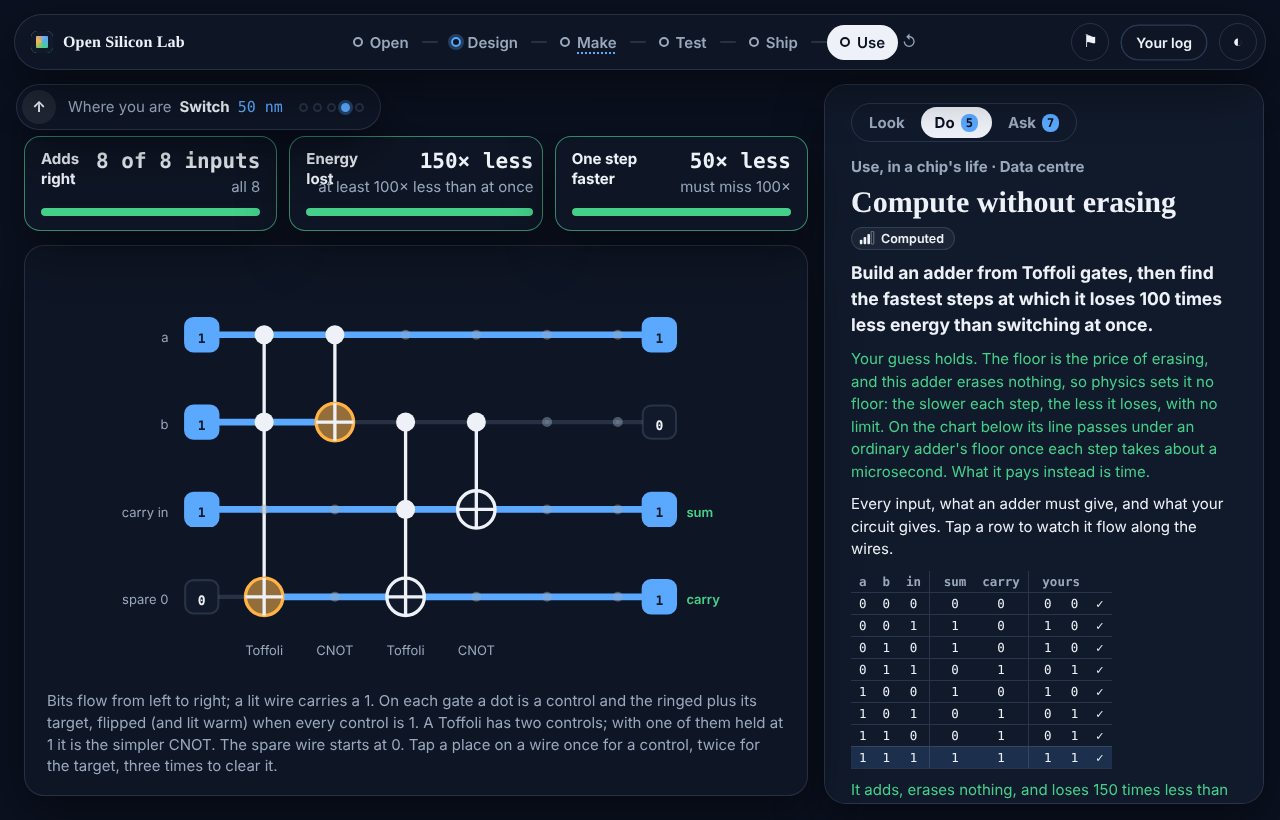 Open Silicon Lab
Open
Design
Make
Test
Ship
Use
Your log
Where you are Switch 50 nm
Adds right
8 of 8 inputs
all 8
Energy lost
150× less
at least 100× less than at once
One step faster
50× less
must miss 100×
a 1 1
b 1 0
carry in 1 1 sum
spare 0 0 1 carry
Toffoli CNOT Toffoli CNOT
Bits flow from left to right; a lit wire carries a 1. On each gate a dot is a control and the ringed plus its
target, flipped (and lit warm) when every control is 1. A Toffoli has two controls; with one of them held at
1 it is the simpler CNOT. The spare wire starts at 0. Tap a place on a wire once for a control, twice for
the target, three times to clear it.
Look
Do 5
Ask 7
Use, in a chip's life · Data centre
Compute without erasing
Computed
Build an adder from Toffoli gates, then find
the fastest steps at which it loses 100 times
less energy than switching at once.
Your guess holds. The floor is the price of erasing,
and this adder erases nothing, so physics sets it no
floor: the slower each step, the less it loses, with no
limit. On the chart below its line passes under an
ordinary adder's floor once each step takes about a
microsecond. What it pays instead is time.
Every input, what an adder must give, and what your
circuit gives. Tap a row to watch it flow along the
wires.
a b in sum carry yours
0 0 0 0 0 0 0 ✓
0 0 1 1 0 1 0 ✓
0 1 0 1 0 1 0 ✓
0 1 1 0 1 0 1 ✓
1 0 0 1 0 1 0 ✓
1 0 1 0 1 0 1 ✓
1 1 0 0 1 0 1 ✓
1 1 1 1 1 1 1 ✓
It adds, erases nothing, and loses 150 times less than